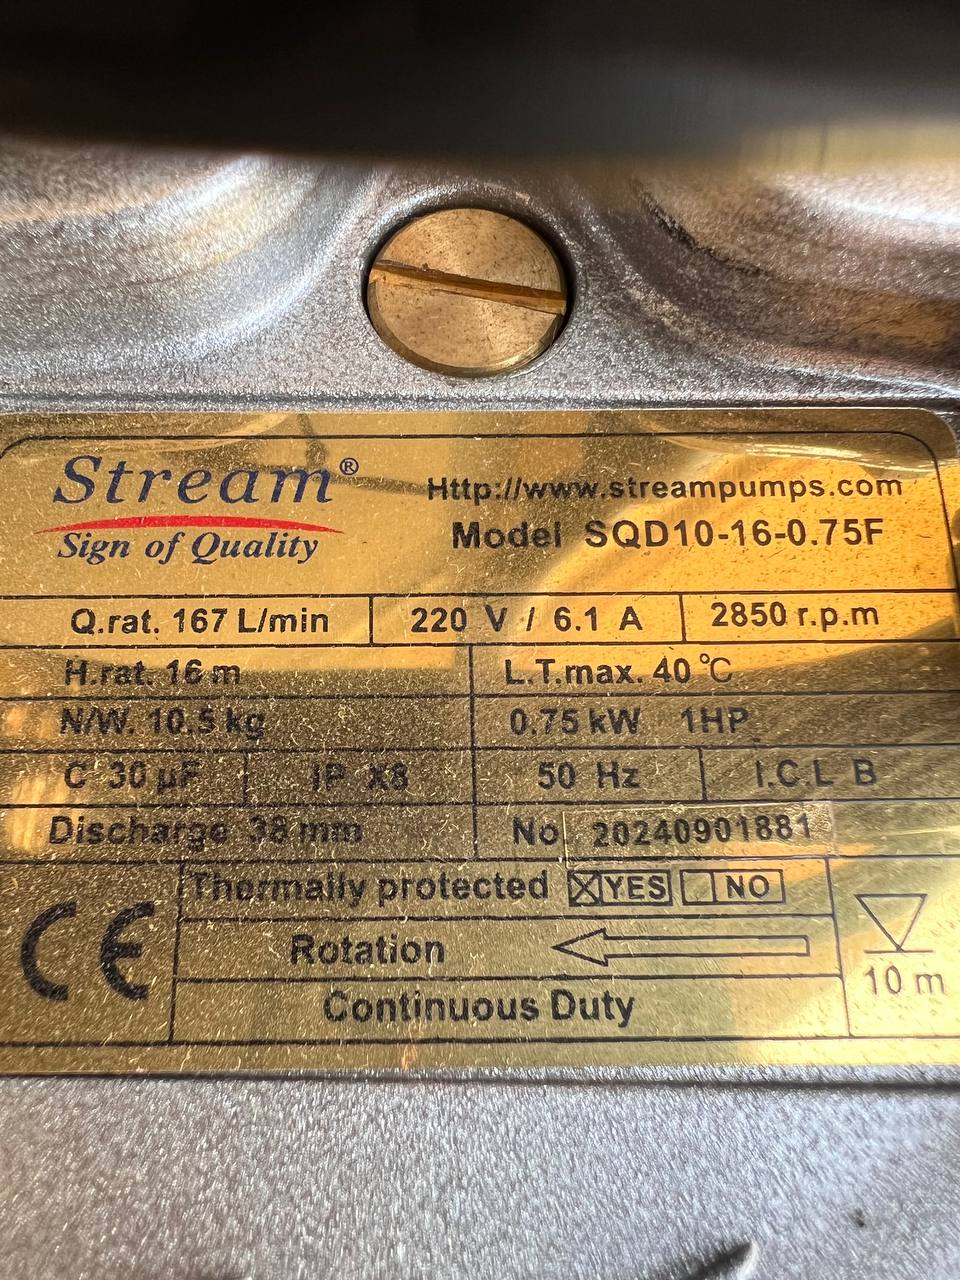 Stream®
Sign of Quality
Http://www.streampumps.com
Model SQD10-16-0.75F
Q.rat. 167 L/min 220 V / 6.1 A 2850 r.p.m
H.rat. 16 m L.T.max. 40 °C
N/W. 10.5 kg 0.75 kW 1HP
C 30 µF IP X8 50 Hz I.C.L B
Discharge 38 mm No 20240901881
CE
Thermally protected YES NO
Rotation
Continuous Duty
10 m